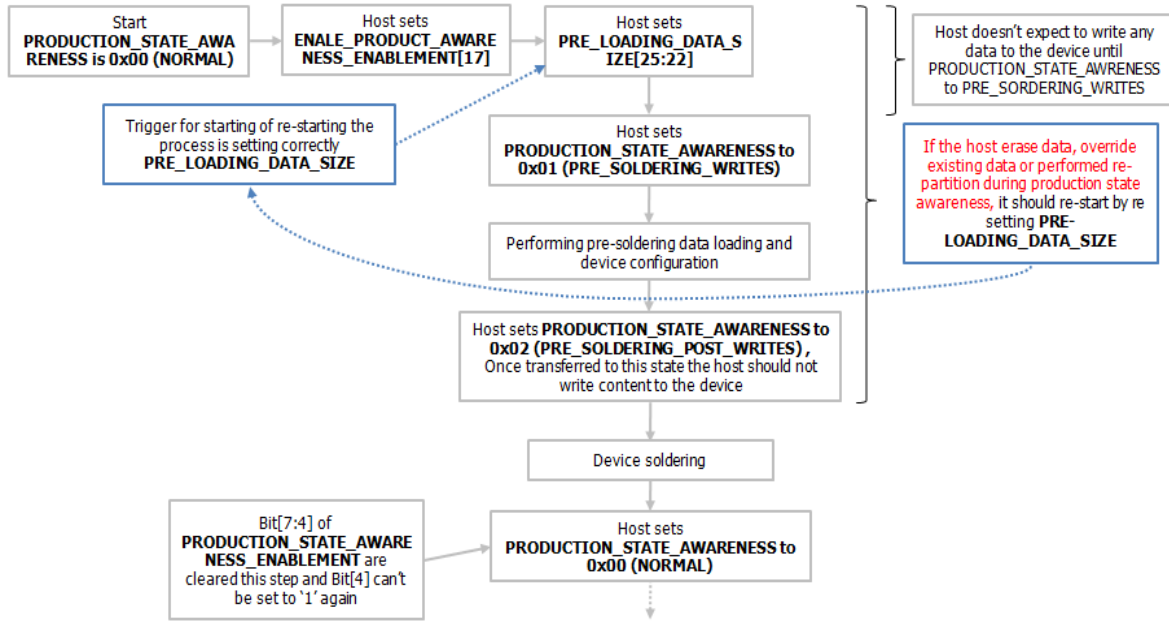 Start
PRODUCTION_STATE_AWA
RENESS is 0x00 (NORMAL)
Host sets
ENALE_PRODUCT_AWARE
NESS_ENABLEMENT[17]
Host sets
PRE_LOADING_DATA_S
IZE[25:22]
Host doesn't expect to write any
data to the device until
PRODUCTION_STATE_AWRENESS
to PRE_SORDERING_WRITES
Trigger for starting of re-starting the
process is setting correctly
PRE_LOADING_DATA_SIZE
Host sets
PRODUCTION_STATE_AWARENESS to
0x01 (PRE_SOLDERING_WRITES)
If the host erase data, override
existing data or performed re-
partition during production state
awareness, it should re-start by re
setting PRE-
LOADING_DATA_SIZE
Performing pre-soldering data loading and
device configuration
Host sets PRODUCTION_STATE_AWARENESS to
0x02 (PRE_SOLDERING_POST_WRITES) ,
Once transferred to this state the host should not
write content to the device
Device soldering
Bit[7:4] of
PRODUCTION_STATE_AWARE
NESS_ENABLEMENT are
cleared this step and Bit[4] can't
be set to ‘1’ again
Host sets
PRODUCTION_STATE_AWARENESS to
0x00 (NORMAL)